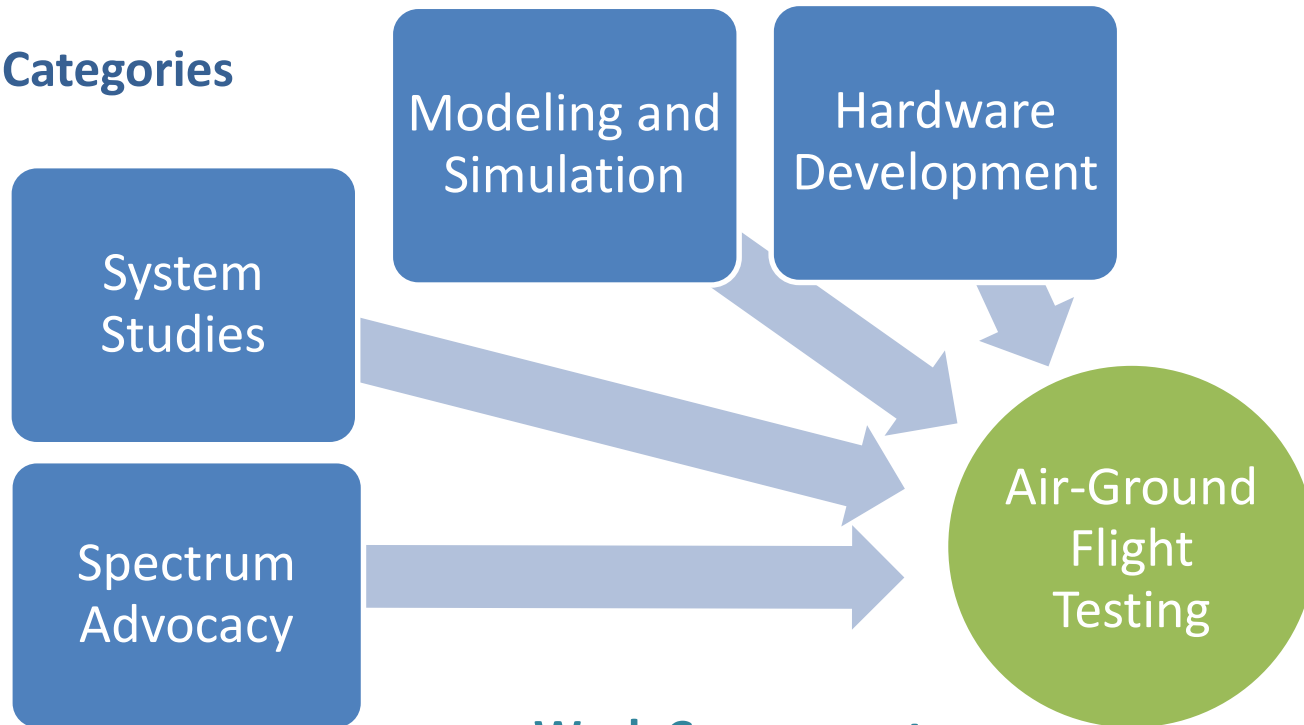 Categories
Modeling and
Simulation
Hardware
Development
System
Studies
Spectrum
Advocacy
Air-Ground
Flight
Testing